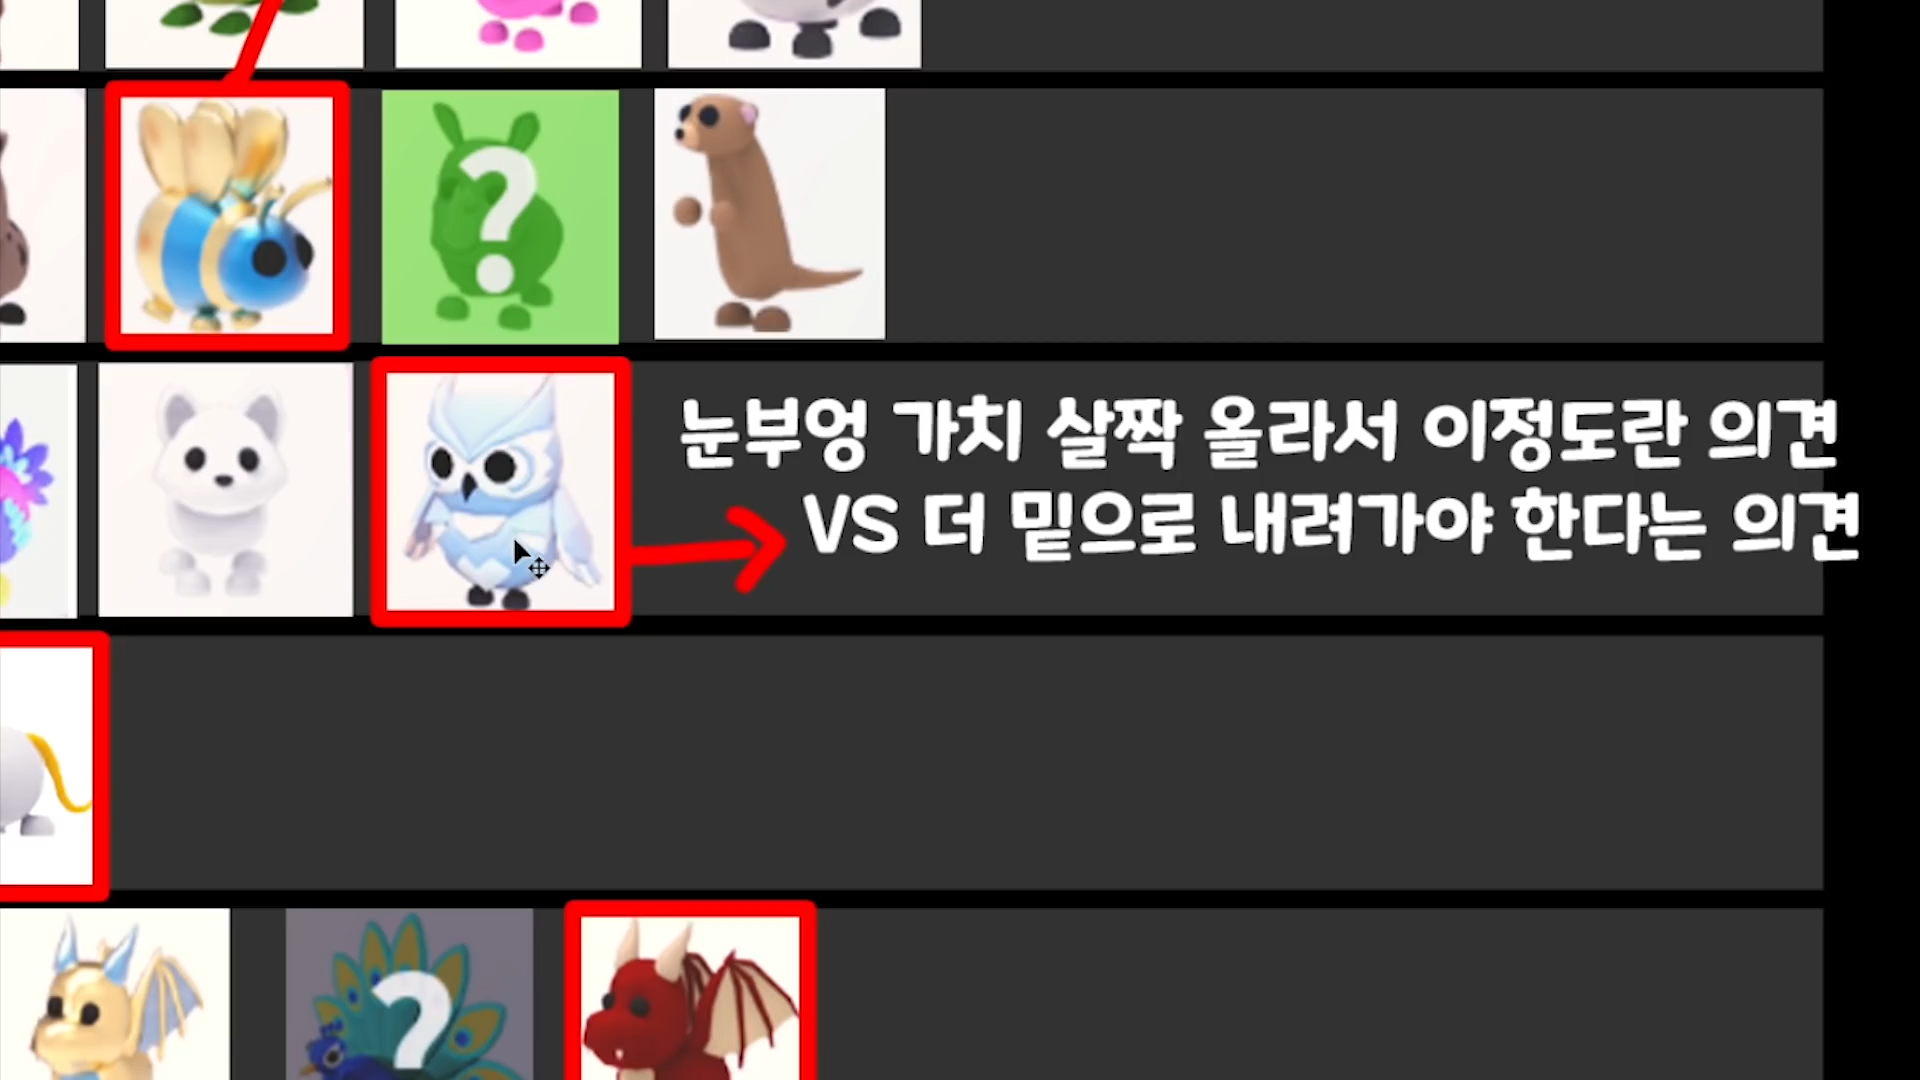 ?
눈부엉 가치 살짝 올라서 이정도란 의견
VS 더 밑으로 내려가야 한다는 의견
?